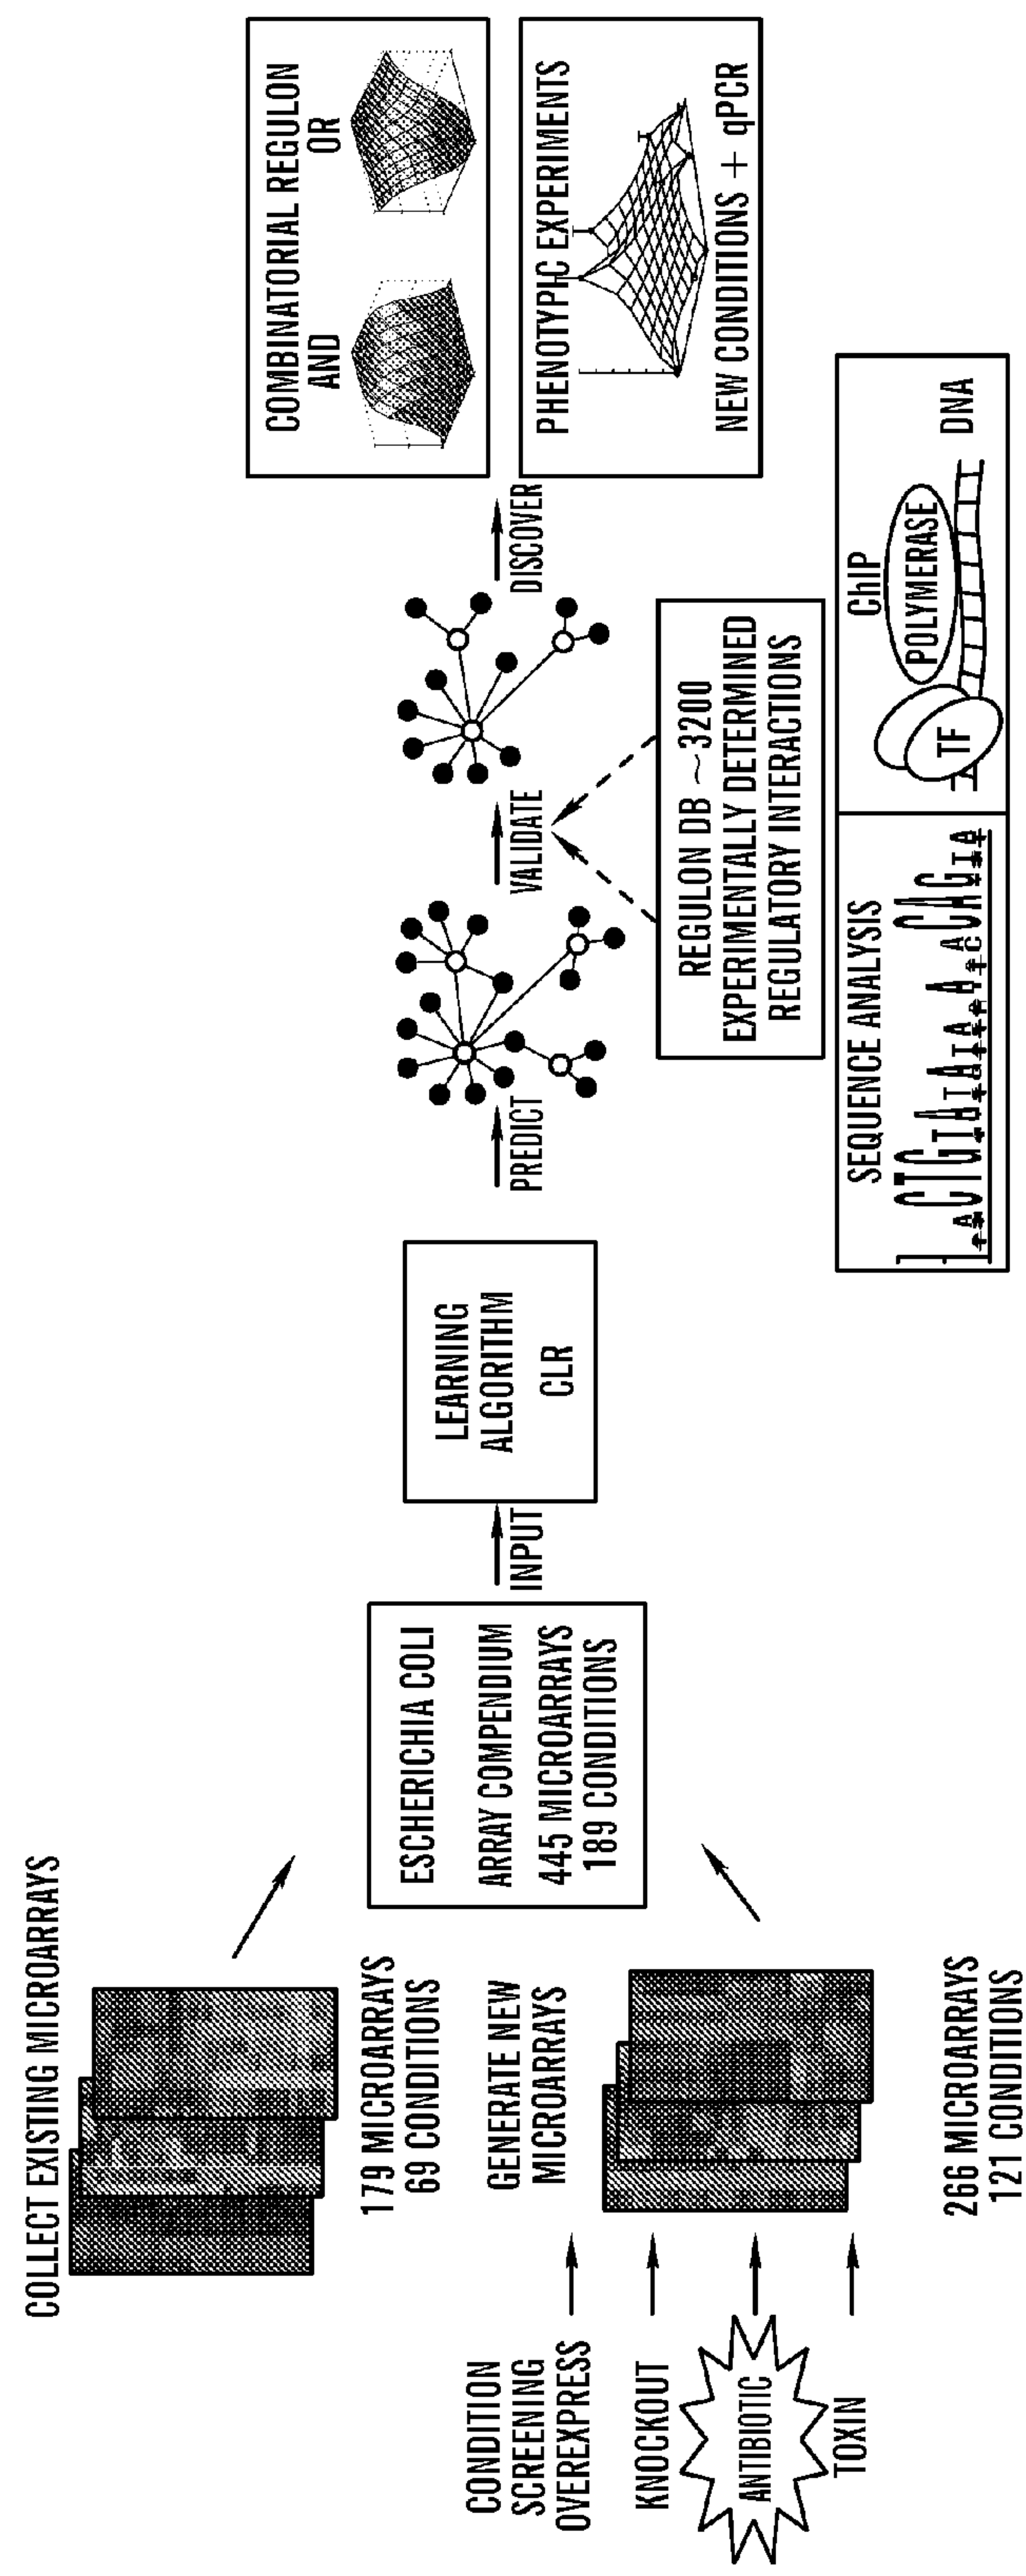 COLLECT EXISTING MICROARRAYS
179 MICROARRAYS
69 CONDITIONS
CONDITION
SCREENING
OVEREXPRESS
KNOCKOUT
ANTIBIOTIC
TOXIN
GENERATE NEW
MICROARRAYS
266 MICROARRAYS
121 CONDITIONS
ESCHERICHIA COLI
ARRAY COMPENDIUM
445 MICROARRAYS
189 CONDITIONS
INPUT
LEARNING
ALGORITHM
CLR
PREDICT
VALIDATE
DISCOVER
REGULON DB ~3200
EXPERIMENTALLY DETERMINED
REGULATORY INTERACTIONS
SEQUENCE ANALYSIS
ChIP
POLYMERASE
TF
DNA
COMBINATORIAL REGULON
AND
OR
PHENOTYPIC EXPERIMENTS
NEW CONDITIONS + qPCR